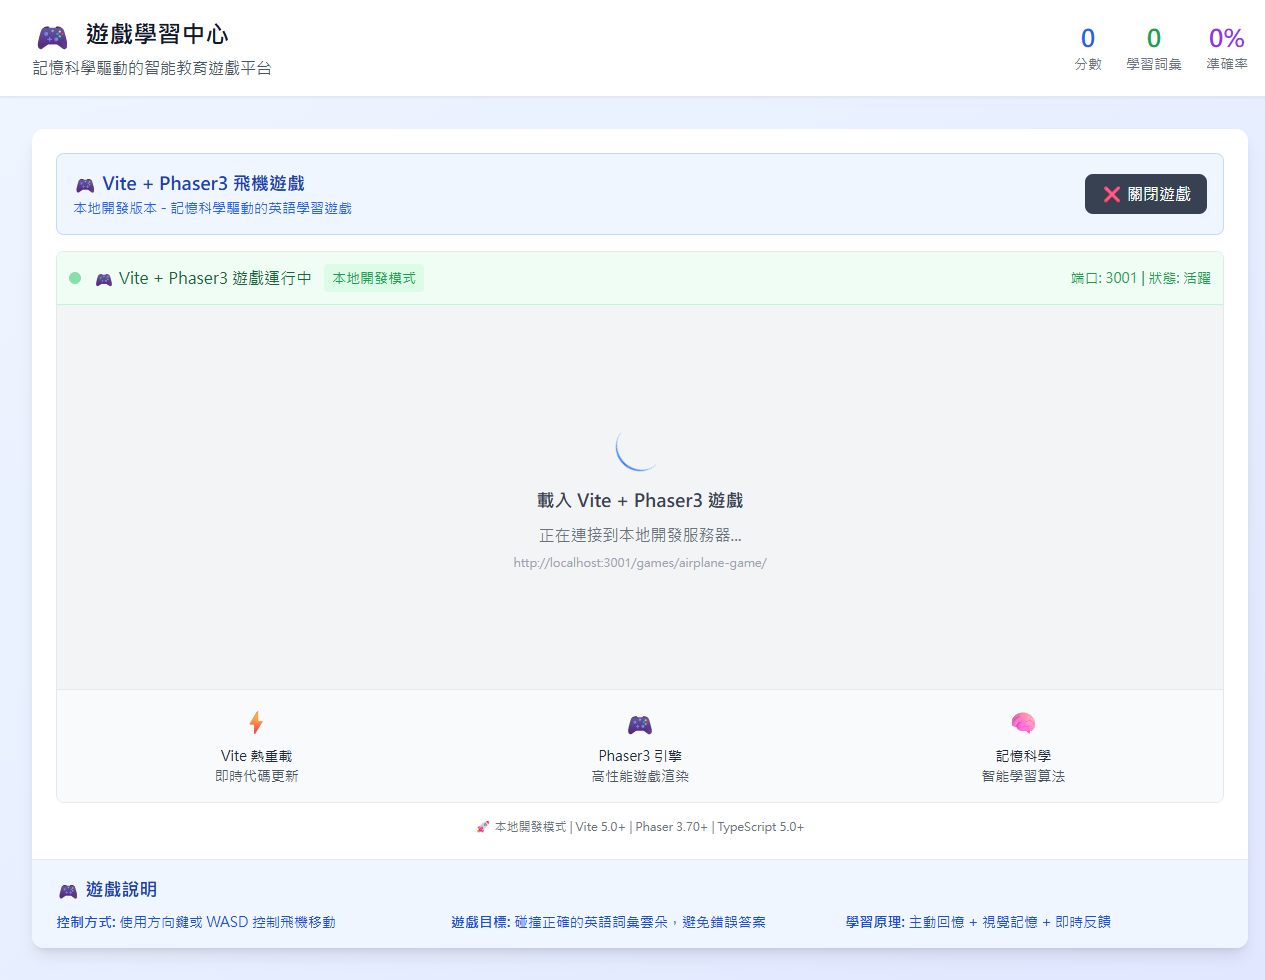 遊戲學習中心
記憶科學驅動的智能教育遊戲平台
0
分數
0
學習詞彙
0%
準確率
Vite + Phaser3 飛機遊戲
本地開發版本 - 記憶科學驅動的英語學習遊戲
關閉遊戲
Vite + Phaser3 遊戲運行中
本地開發模式
端口: 3001 | 狀態: 活躍
載入 Vite + Phaser3 遊戲
正在連接到本地開發服務器...
http://localhost:3001/games/airplane-game/
Vite 熱重載
即時代碼更新
Phaser3 引擎
高性能遊戲渲染
記憶科學
智能學習算法
本地開發模式 | Vite 5.0+ | Phaser 3.70+ | TypeScript 5.0+
遊戲說明
控制方式: 使用方向鍵或 WASD 控制飛機移動
遊戲目標: 碰撞正確的英語詞彙雲朵，避免錯誤答案
學習原理: 主動回憶 + 視覺記憶 + 即時反饋